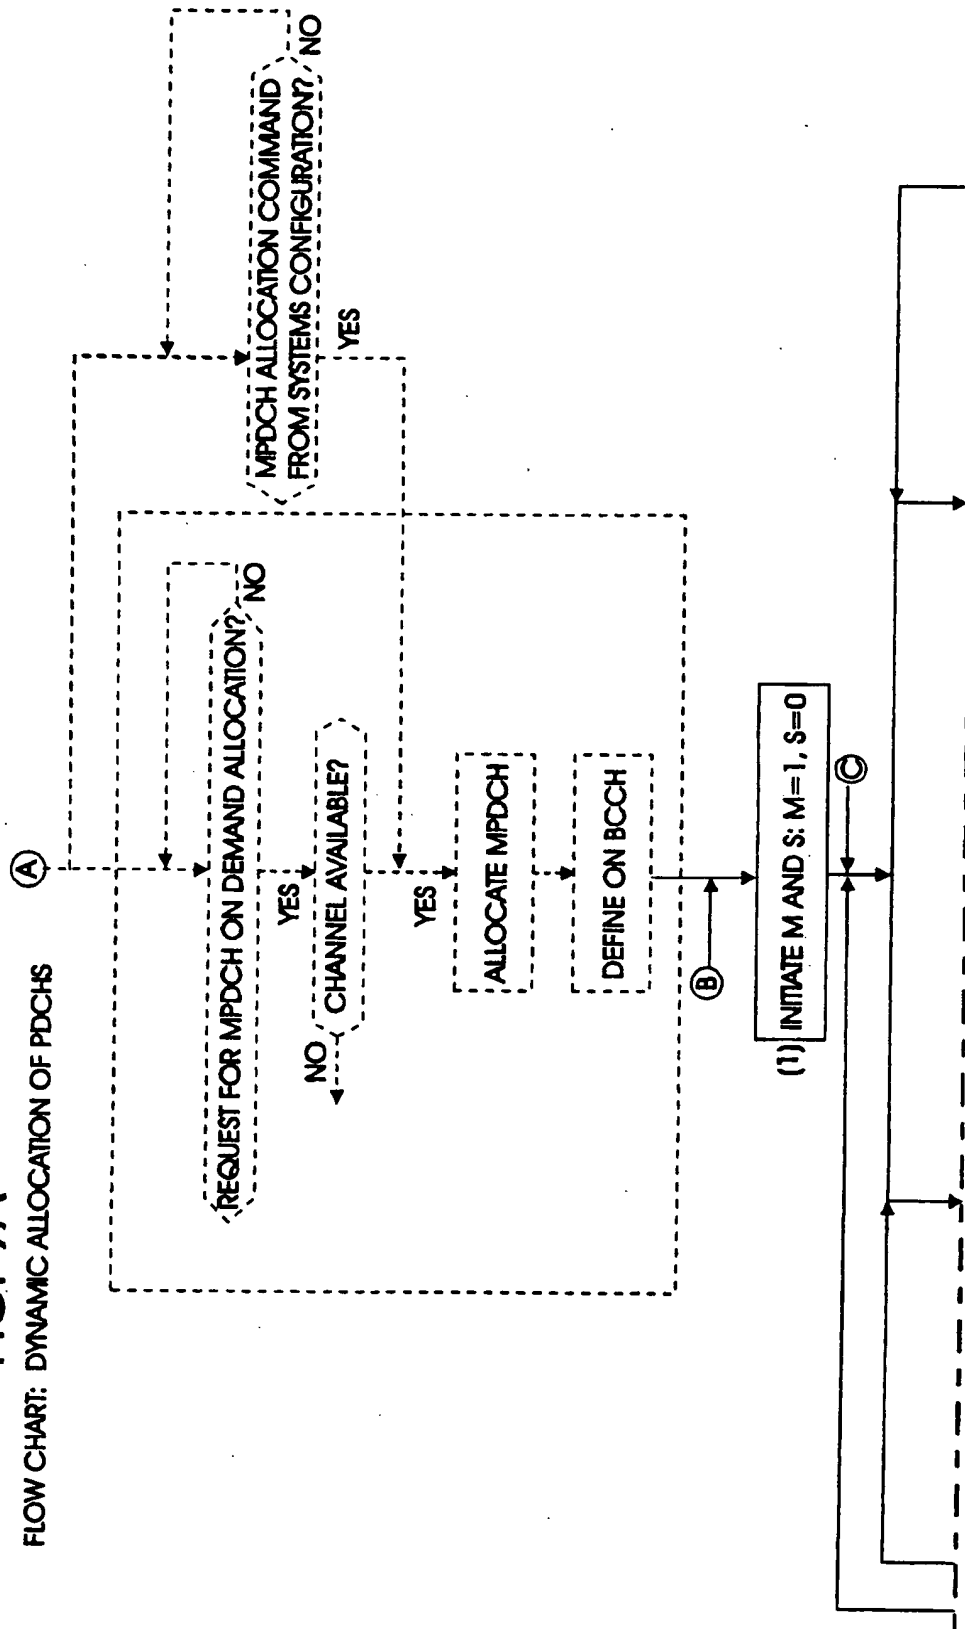 FLOW CHART: DYNAMIC ALLOCATION OF PDCHS
A
REQUEST FOR MPDCH ON DEMAND ALLOCATION?
NO
YES
MPDCH ALLOCATION COMMAND
FROM SYSTEMS CONFIGURATION?
NO
YES
NO
CHANNEL AVAILABLE?
YES
ALLOCATE MPDCH
DEFINE ON BCCH
B
(1) INITIATE M AND S: M=1, S=0
C